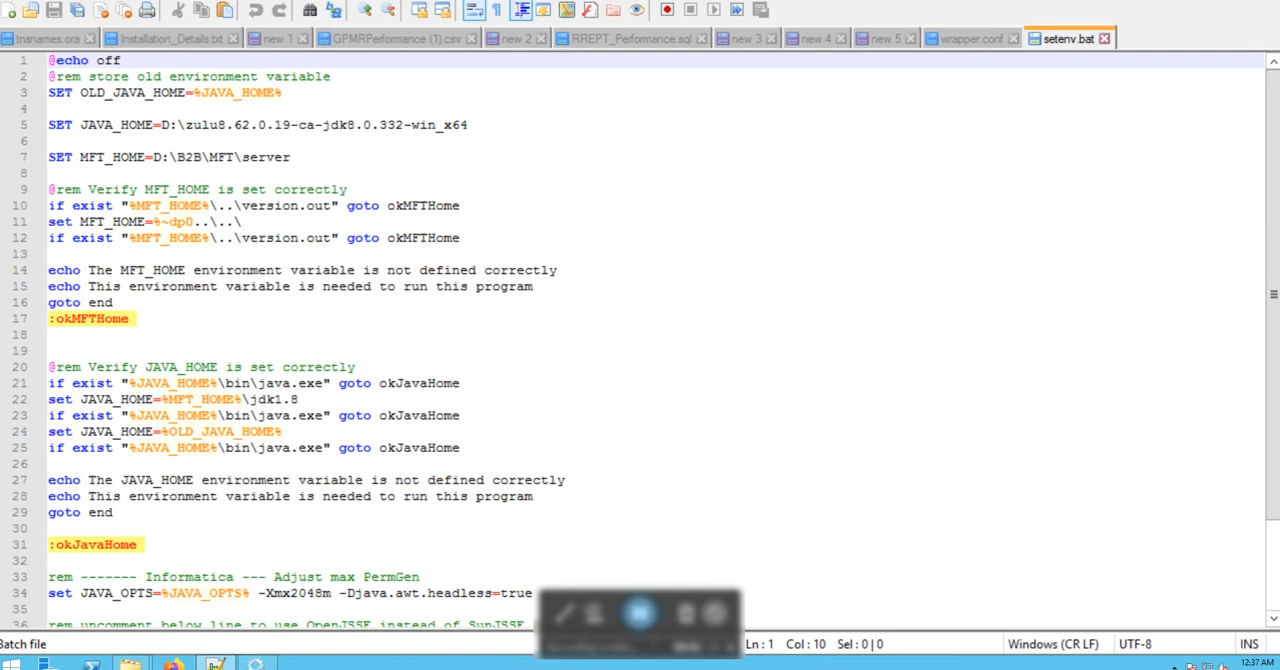 tnsnames.ora Installation_Details.txt new 1 GPMRPerformance (1).csv new 2 RREPT_Performance.sql new 3 new 4 new 5 wrapper.conf setenv.bat
1 @echo off
2 @rem store old environment variable
3 SET OLD_JAVA_HOME=%JAVA_HOME%
4
5 SET JAVA_HOME=D:\zulu8.62.0.19-ca-jdk8.0.332-win_x64
6
7 SET MFT_HOME=D:\B2B\MFT\server
8
9 @rem Verify MFT_HOME is set correctly
10 if exist "%MFT_HOME%\..\version.out" goto okMFTHome
11 set MFT_HOME=%~dp0..\..\
12 if exist "%MFT_HOME%\..\version.out" goto okMFTHome
13
14 echo The MFT_HOME environment variable is not defined correctly
15 echo This environment variable is needed to run this program
16 goto end
17 :okMFTHome
18
19
20 @rem Verify JAVA_HOME is set correctly
21 if exist "%JAVA_HOME%\bin\java.exe" goto okJavaHome
22 set JAVA_HOME=%MFT_HOME%\jdk1.8
23 if exist "%JAVA_HOME%\bin\java.exe" goto okJavaHome
24 set JAVA_HOME=%OLD_JAVA_HOME%
25 if exist "%JAVA_HOME%\bin\java.exe" goto okJavaHome
26
27 echo The JAVA_HOME environment variable is not defined correctly
28 echo This environment variable is needed to run this program
29 goto end
30
31 :okJavaHome
32
33 rem ------- Informatica --- Adjust max PermGen
34 set JAVA_OPTS=%JAVA_OPTS% -Xmx2048m -Djava.awt.headless=true
35
36 rem uncomment below line to use OpenJSSE instead of SunJSSE
Batch file Ln : 1 Col : 10 Sel : 0 | 0 Windows (CR LF) UTF-8 INS
12:37 AM